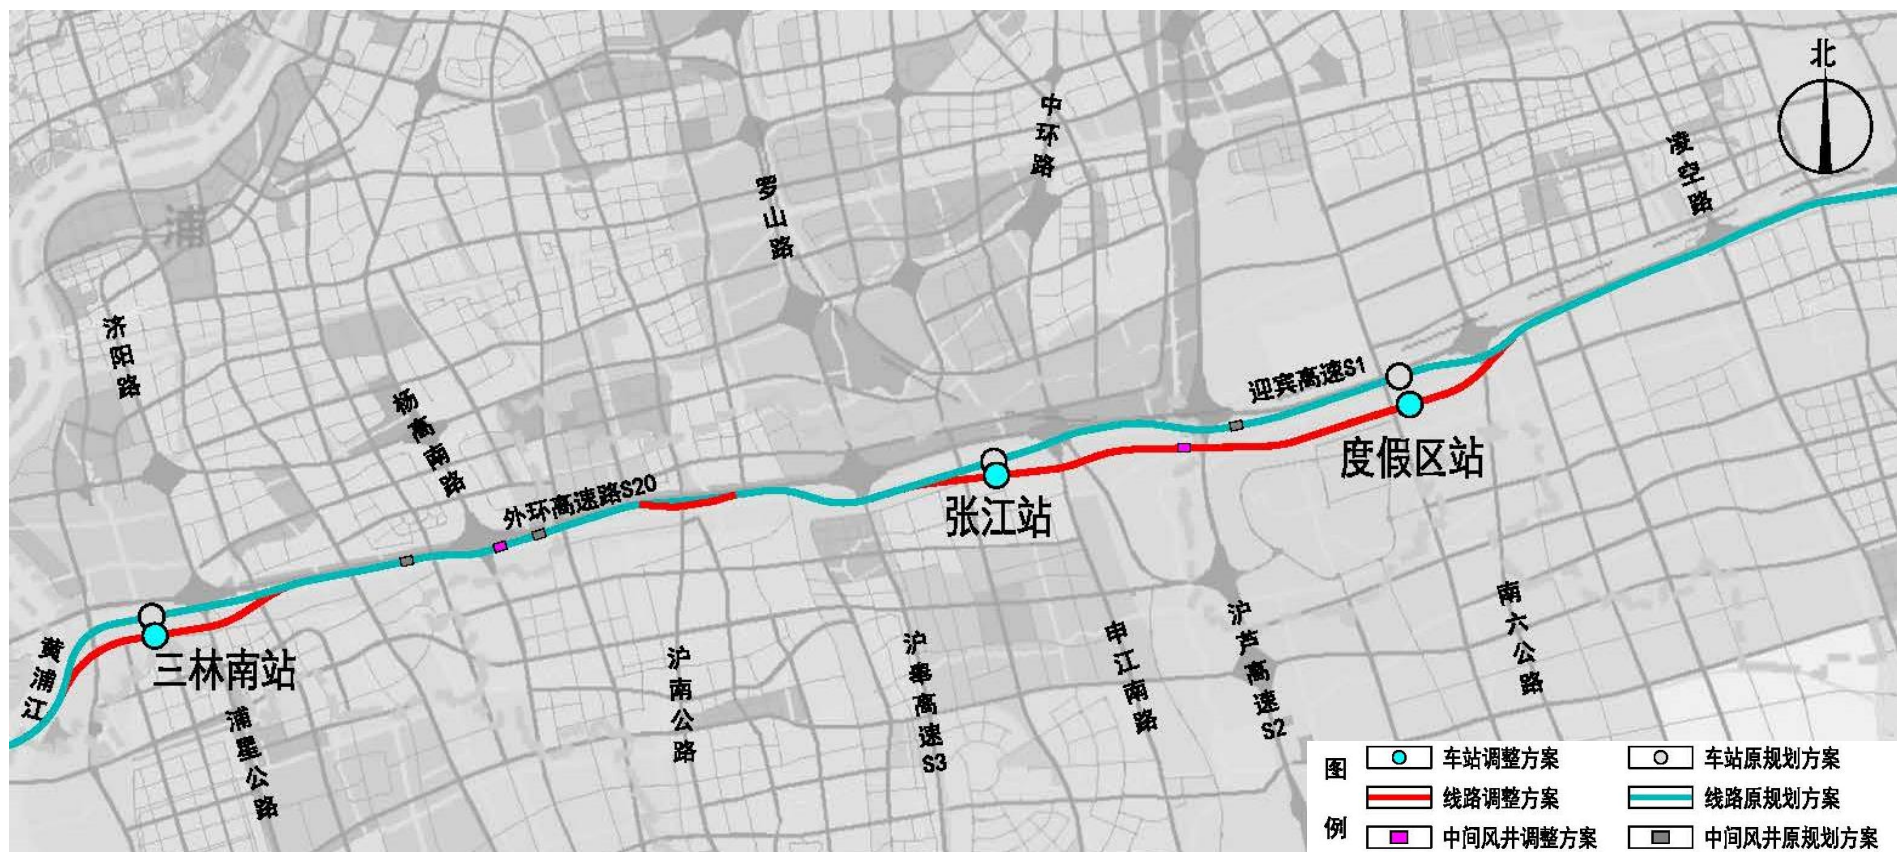 北
中环路
凌空路
罗山路
浦
济阳路
杨高南路
迎宾高速S1
度假区站
外环高速路S20
张江站
三林南站
黄浦江
浦星公路
沪南公路
沪奉高速S3
申江南路
沪芦高速S2
南六公路
图例
车站调整方案
车站原规划方案
线路调整方案
线路原规划方案
中间风井调整方案
中间风井原规划方案